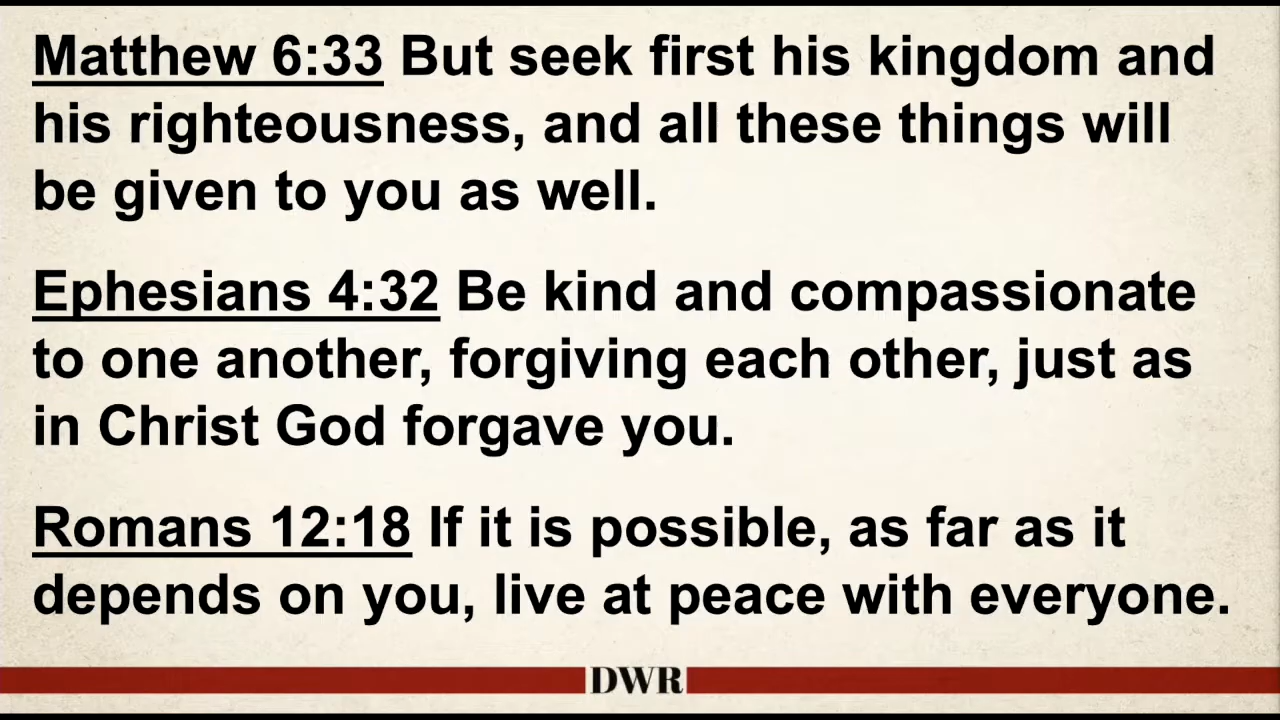 Matthew 6:33 But seek first his kingdom and
his righteousness, and all these things will
be given to you as well.
Ephesians 4:32 Be kind and compassionate
to one another, forgiving each other, just as
in Christ God forgave you.
Romans 12:18 If it is possible, as far as it
depends on you, live at peace with everyone.
DWR